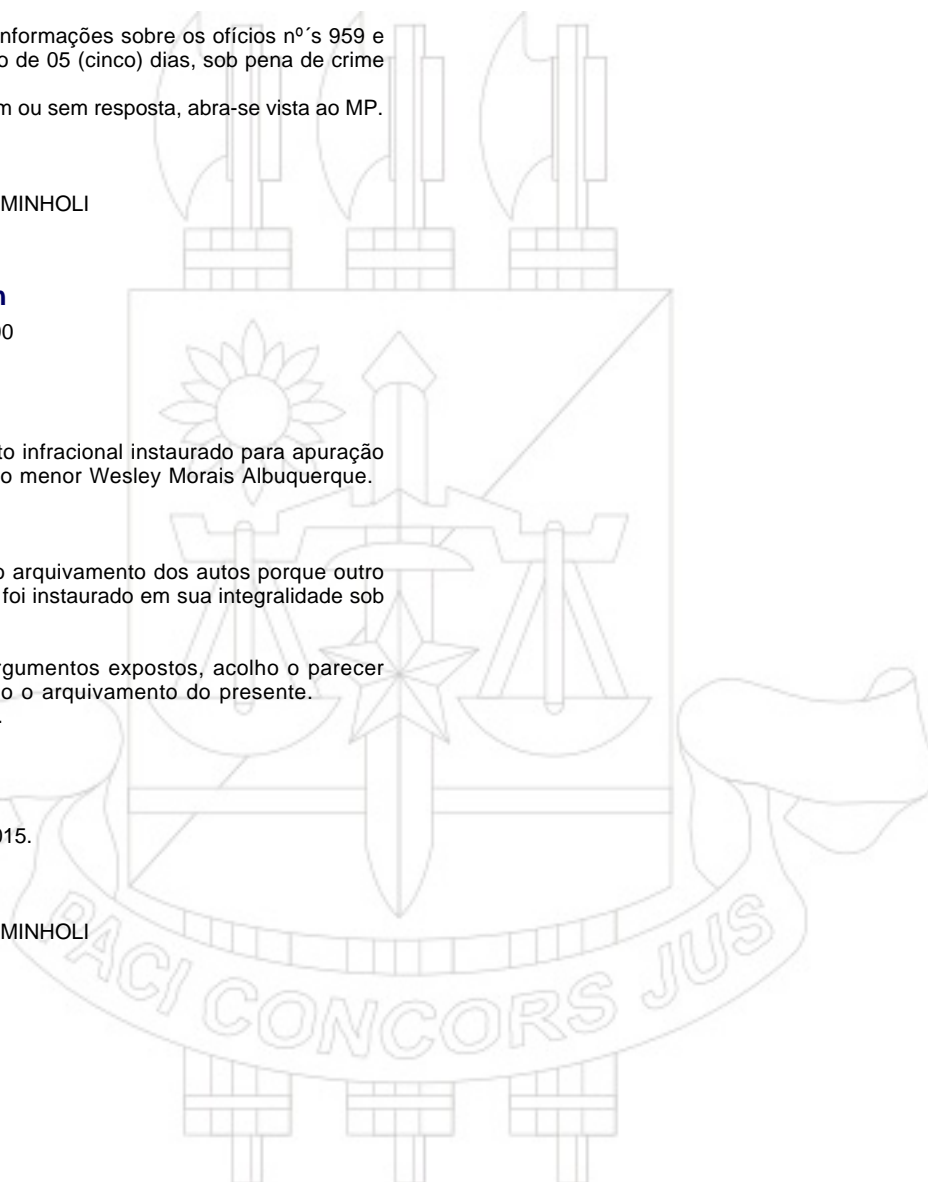 nformações sobre os ofícios nº´s 959 e
o de 05 (cinco) dias, sob pena de crime
m ou sem resposta, abra-se vista ao MP.
MINHOLI
n
00
to infracional instaurado para apuração
o menor Wesley Morais Albuquerque.
o arquivamento dos autos porque outro
foi instaurado em sua integralidade sob
rgumentos expostos, acolho o parecer
o o arquivamento do presente.
.
015.
MINHOLI
PACI CONCORS JUS